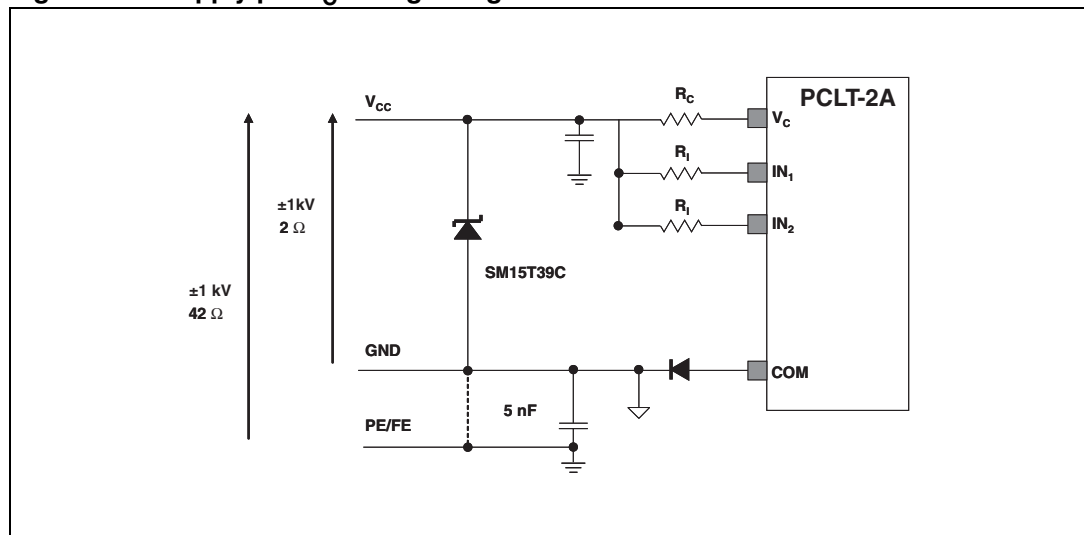 PCLT-2A
V_CC
R_C
V_C
R_I
IN_1
R_I
IN_2
±1kV
2 Ω
SM15T39C
±1 kV
42 Ω
GND
COM
5 nF
PE/FE